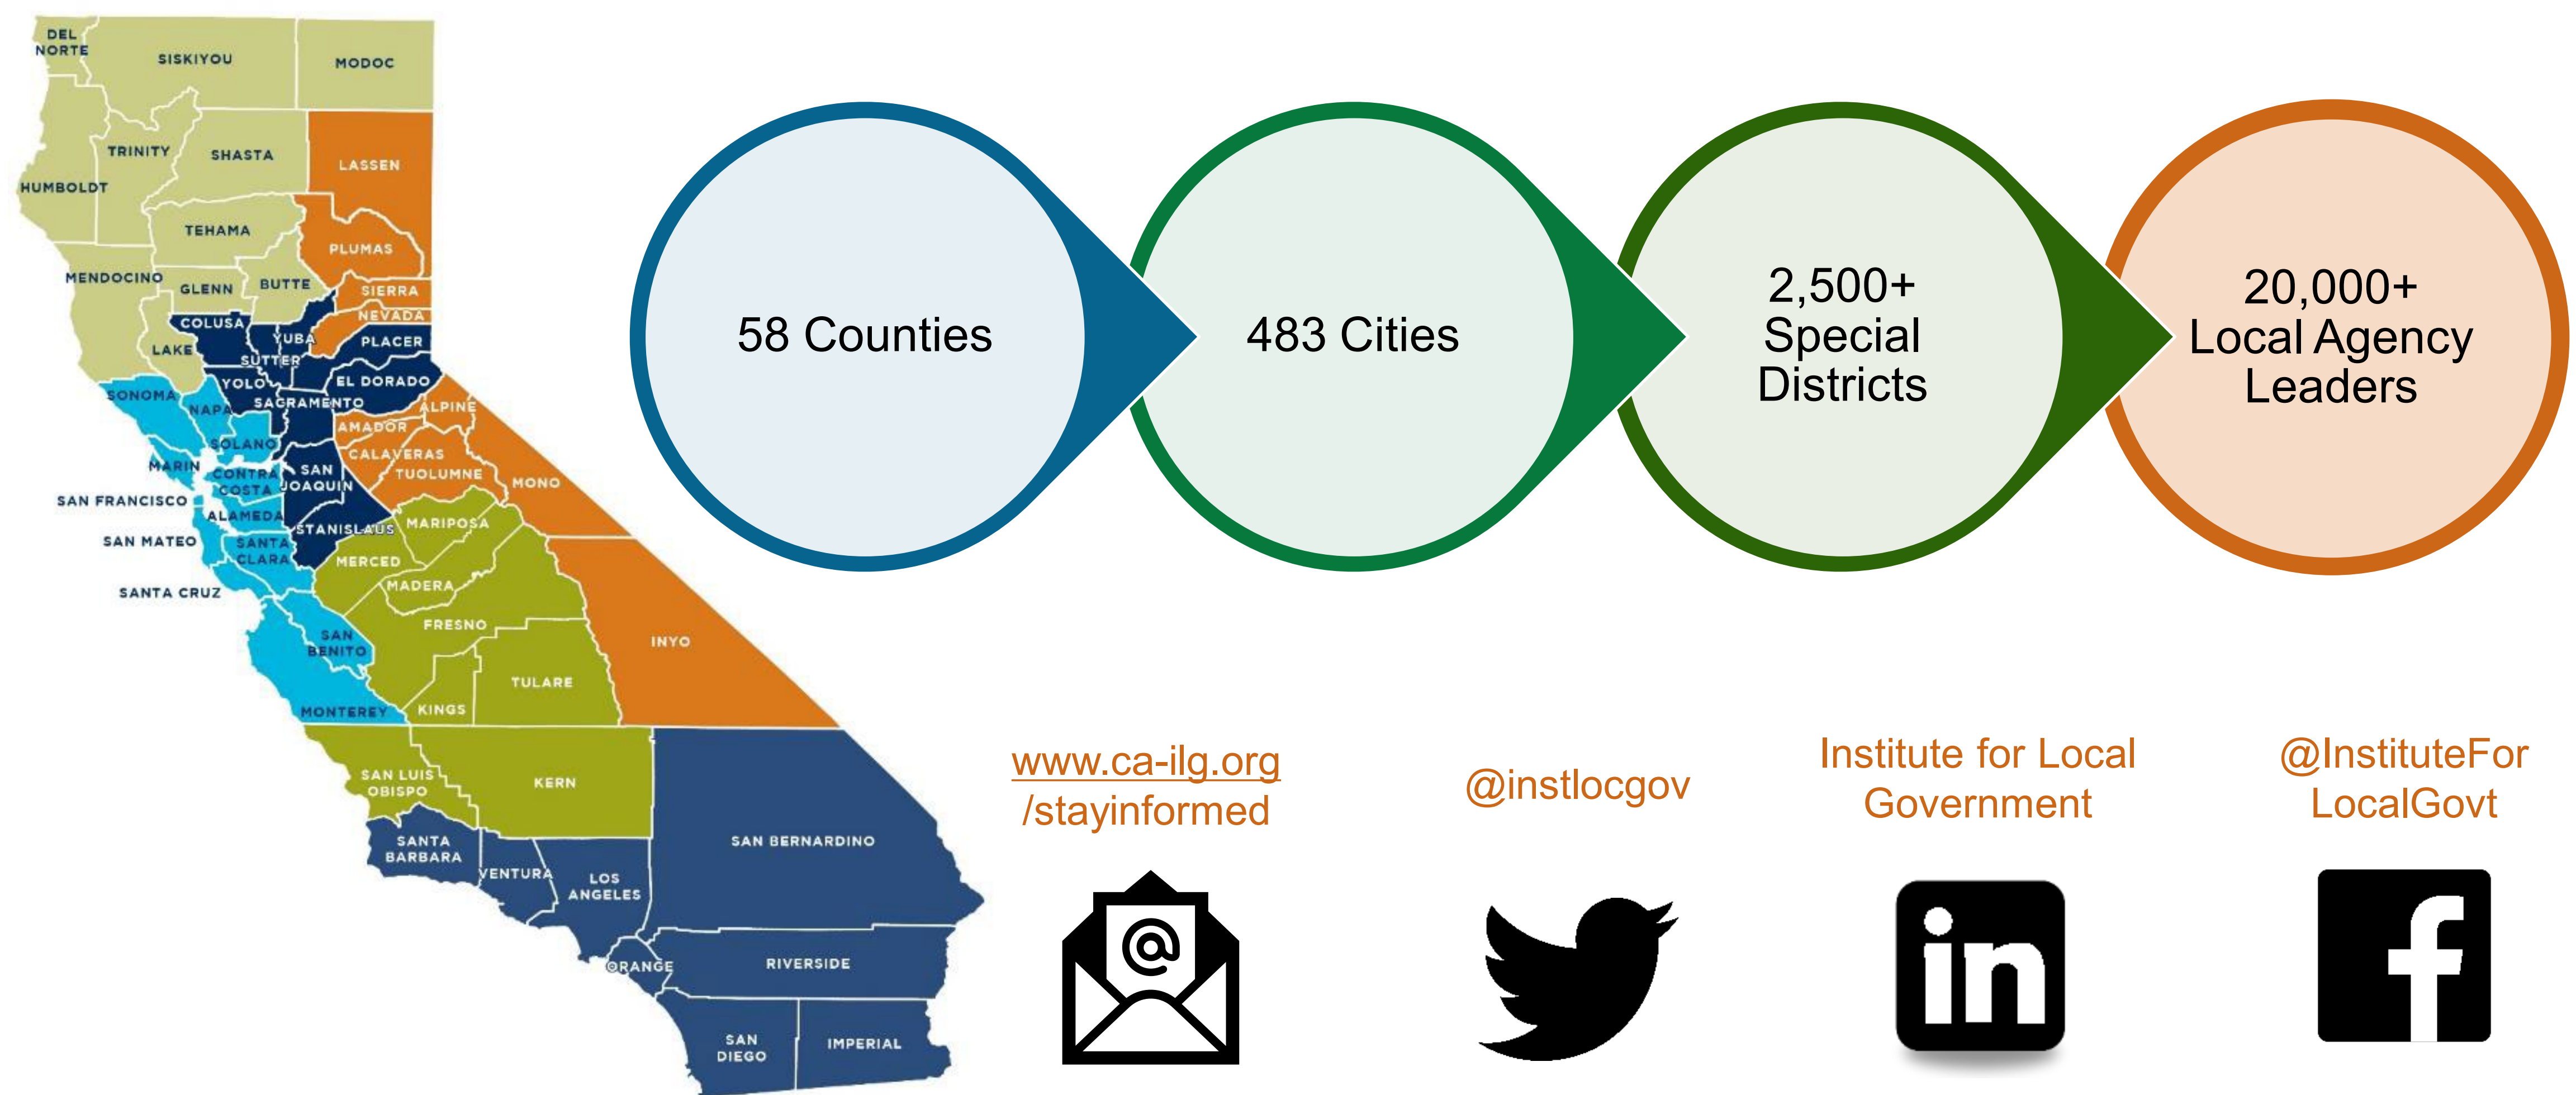 DEL
NORTE
SISKIYOU
MODOC
TRINITY
SHASTA
LASSEN
HUMBOLDT
TEHAMA
PLUMAS
MENDOCINO
GLENN
BUTTE
SIERRA
NEVADA
COLUSA
YUBA
PLACER
LAKE
SUTTER
YOLO
EL DORADO
SONOMA
NAPA
SACRAMENTO
ALPINE
AMADOR
SOLANO
CALAVERAS
MARIN
CONTRA
COSTA
SAN
JOAQUIN
TUOLUMNE
MONO
SAN FRANCISCO
ALAMEDA
STANISLAUS
MARIPOSA
SAN MATEO
SANTA
CLARA
MERCED
MADERA
SANTA CRUZ
FRESNO
SAN
BENITO
INYO
TULARE
MONTEREY
KINGS
SAN LUIS
OBISPO
KERN
SANTA
BARBARA
VENTURA
LOS
ANGELES
SAN BERNARDINO
ORANGE
RIVERSIDE
SAN
DIEGO
IMPERIAL
58 Counties
483 Cities
2,500+
Special
Districts
20,000+
Local Agency
Leaders
www.ca-ilg.org
/stayinformed
@instlocgov
Institute for Local
Government
@InstituteFor
LocalGovt
@
in
f